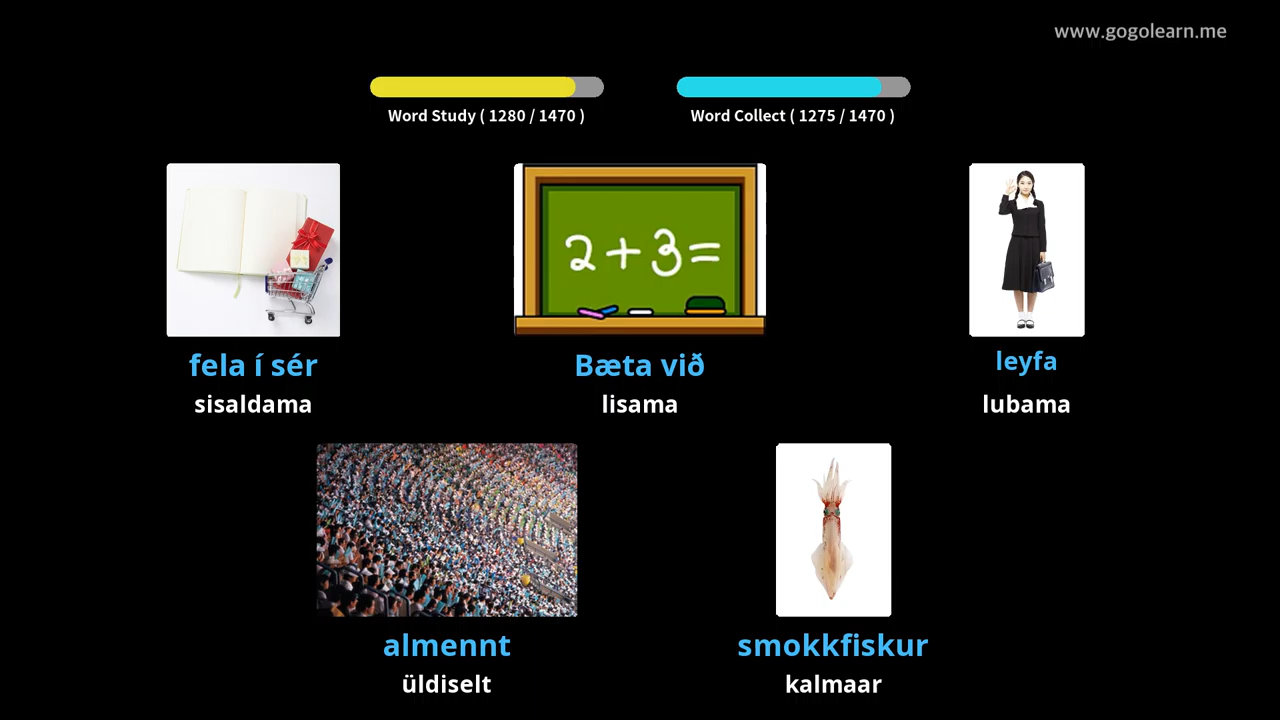 www.gogolearn.me
Word Study ( 1280 / 1470 )
Word Collect ( 1275 / 1470 )
2+3=
fela í sér
sisaldama
Bæta við
lisama
leyfa
lubama
almennt
üldiselt
smokkfiskur
kalmaar